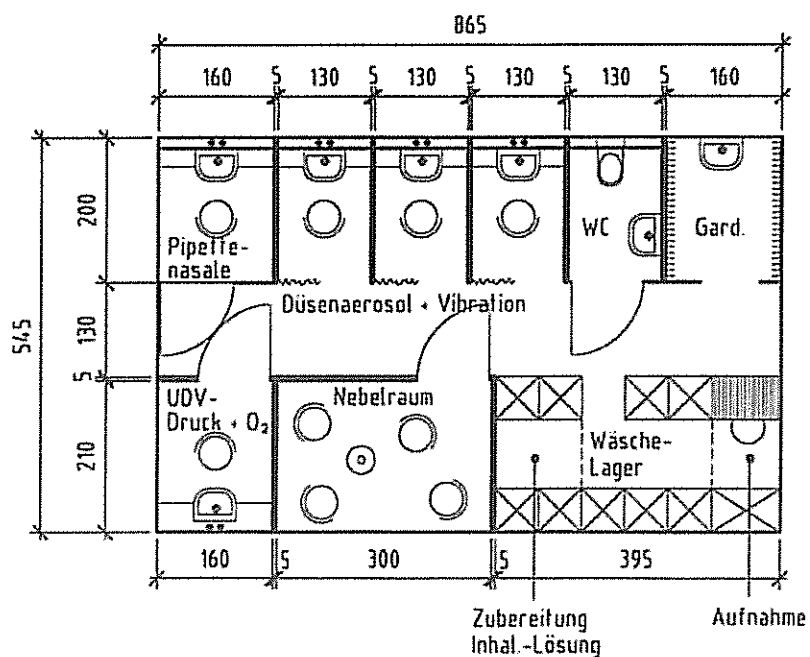 865
160 5 130 5 130 5 130 5 130 5 160
545
200
130
5
210
Pipette-
nasale
WC
Gard.
Düsenaerosol + Vibration
UDV-
Druck + O₂
Nebelraum
Wäsche-
Lager
160 5 300 5 395
Zubereitung
Inhal.-Lösung
Aufnahme